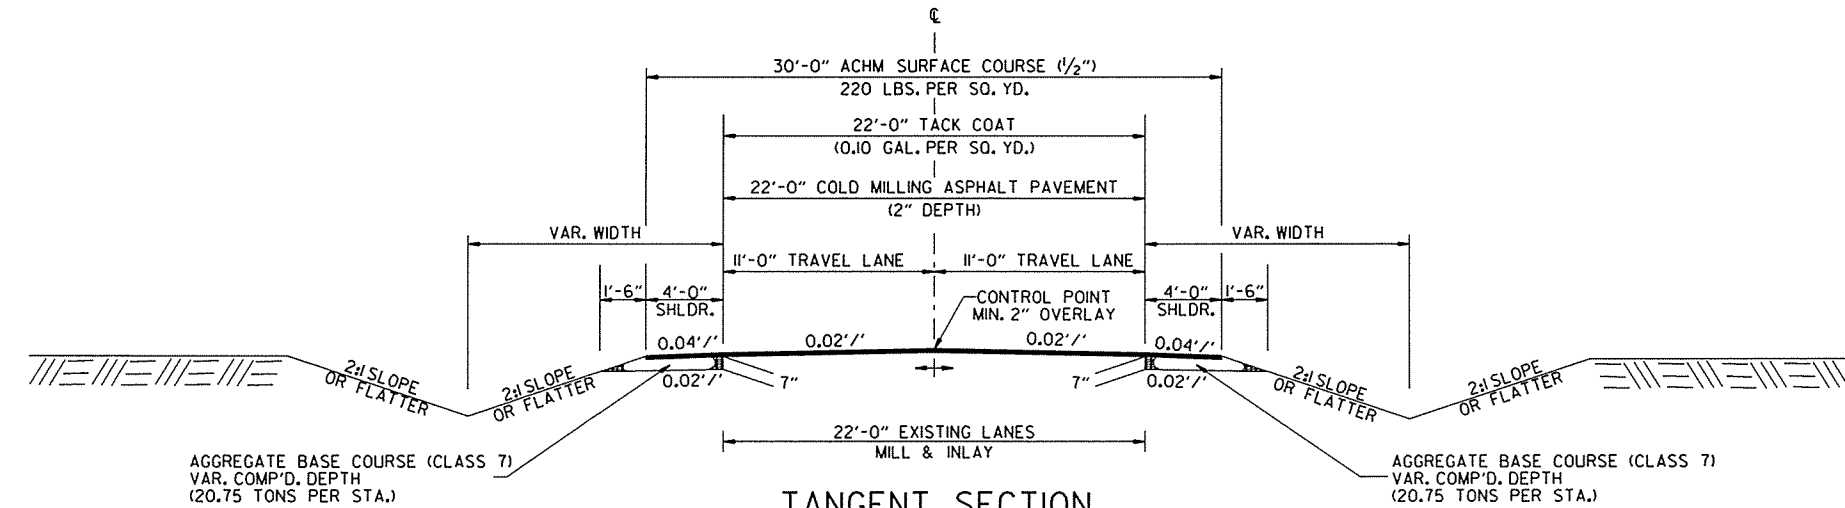 ℄
30'-0" ACHM SURFACE COURSE (1/2")
220 LBS. PER SQ. YD.
22'-0" TACK COAT
(0.10 GAL. PER SQ. YD.)
22'-0" COLD MILLING ASPHALT PAVEMENT
(2" DEPTH)
VAR. WIDTH
VAR. WIDTH
11'-0" TRAVEL LANE
11'-0" TRAVEL LANE
1'-6"
4'-0"
SHLDR.
CONTROL POINT
MIN. 2" OVERLAY
4'-0"
SHLDR.
1'-6"
0.04'/'
0.02'/'
0.02'/'
0.04'/'
2:1 SLOPE
OR FLATTER
2:1 SLOPE
OR FLATTER
0.02'/'
7"
7"
0.02'/'
2:1 SLOPE
OR FLATTER
2:1 SLOPE
OR FLATTER
22'-0" EXISTING LANES
MILL & INLAY
AGGREGATE BASE COURSE (CLASS 7)
VAR. COMP'D. DEPTH
(20.75 TONS PER STA.)
AGGREGATE BASE COURSE (CLASS 7)
VAR. COMP'D. DEPTH
(20.75 TONS PER STA.)
TANGENT SECTION